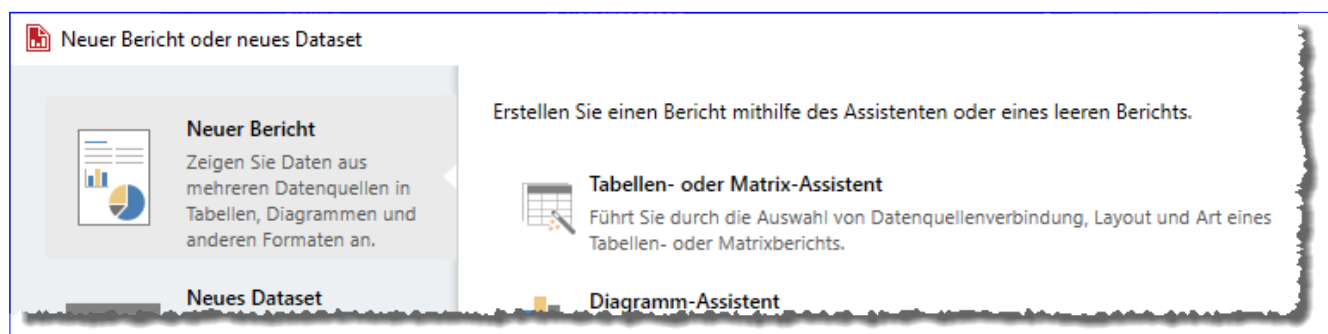 Neuer Bericht oder neues Dataset
Neuer Bericht
Zeigen Sie Daten aus
mehreren Datenquellen in
Tabellen, Diagrammen und
anderen Formaten an.
Neues Dataset
Erstellen Sie einen Bericht mithilfe des Assistenten oder eines leeren Berichts.
Tabellen- oder Matrix-Assistent
Führt Sie durch die Auswahl von Datenquellenverbindung, Layout und Art eines
Tabellen- oder Matrixberichts.
Diagramm-Assistent